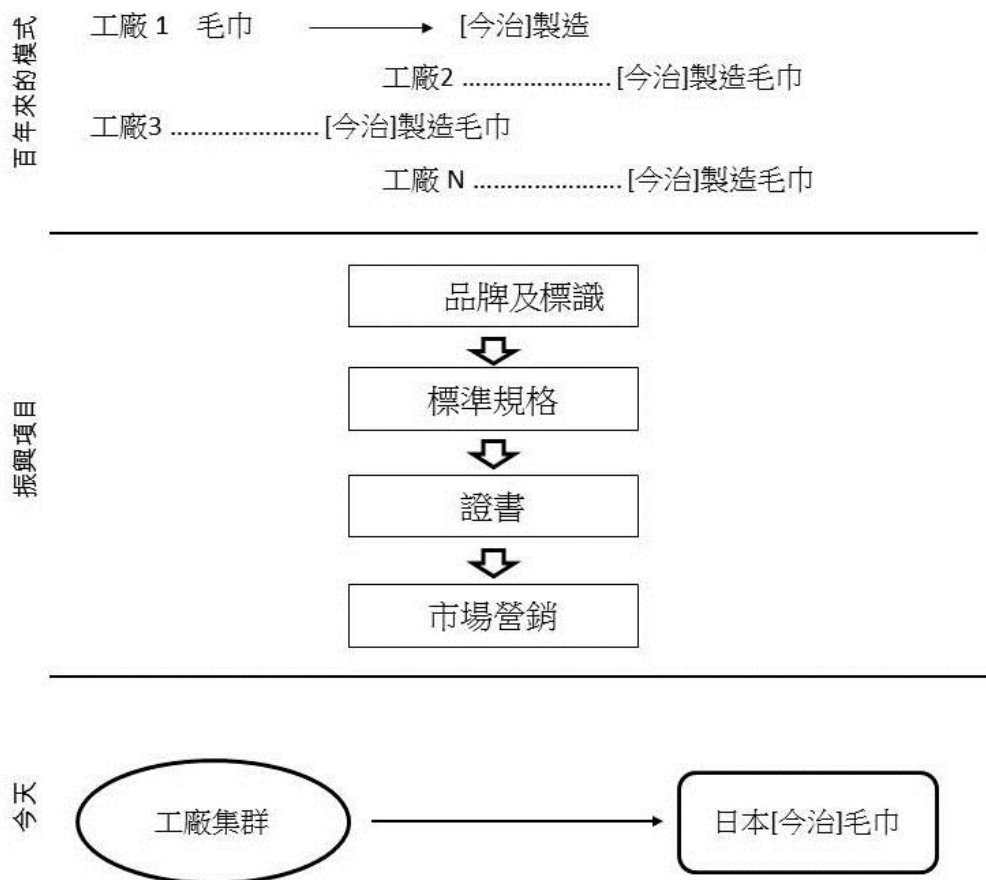 百年來的模式
工廠 1 毛巾 [今治]製造
工廠2 ...................... [今治]製造毛巾
工廠3 ...................... [今治]製造毛巾
工廠 N ...................... [今治]製造毛巾
振興項目
品牌及標識
標準規格
證書
市場營銷
今天
工廠集群
日本[今治]毛巾